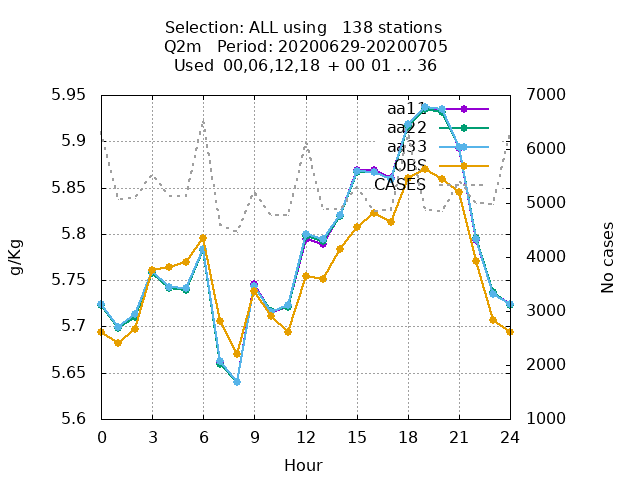 Selection: ALL using   138 stations
Q2m   Period: 20200629-20200705
Used  00,06,12,18 + 00 01 ... 36
g/Kg
5.95
5.9
5.85
5.8
5.75
5.7
5.65
5.6
7000
6000
5000
4000
3000
2000
1000
No cases
aa11
aa22
aa33
OBS
CASES
0 3 6 9 12 15 18 21 24
Hour